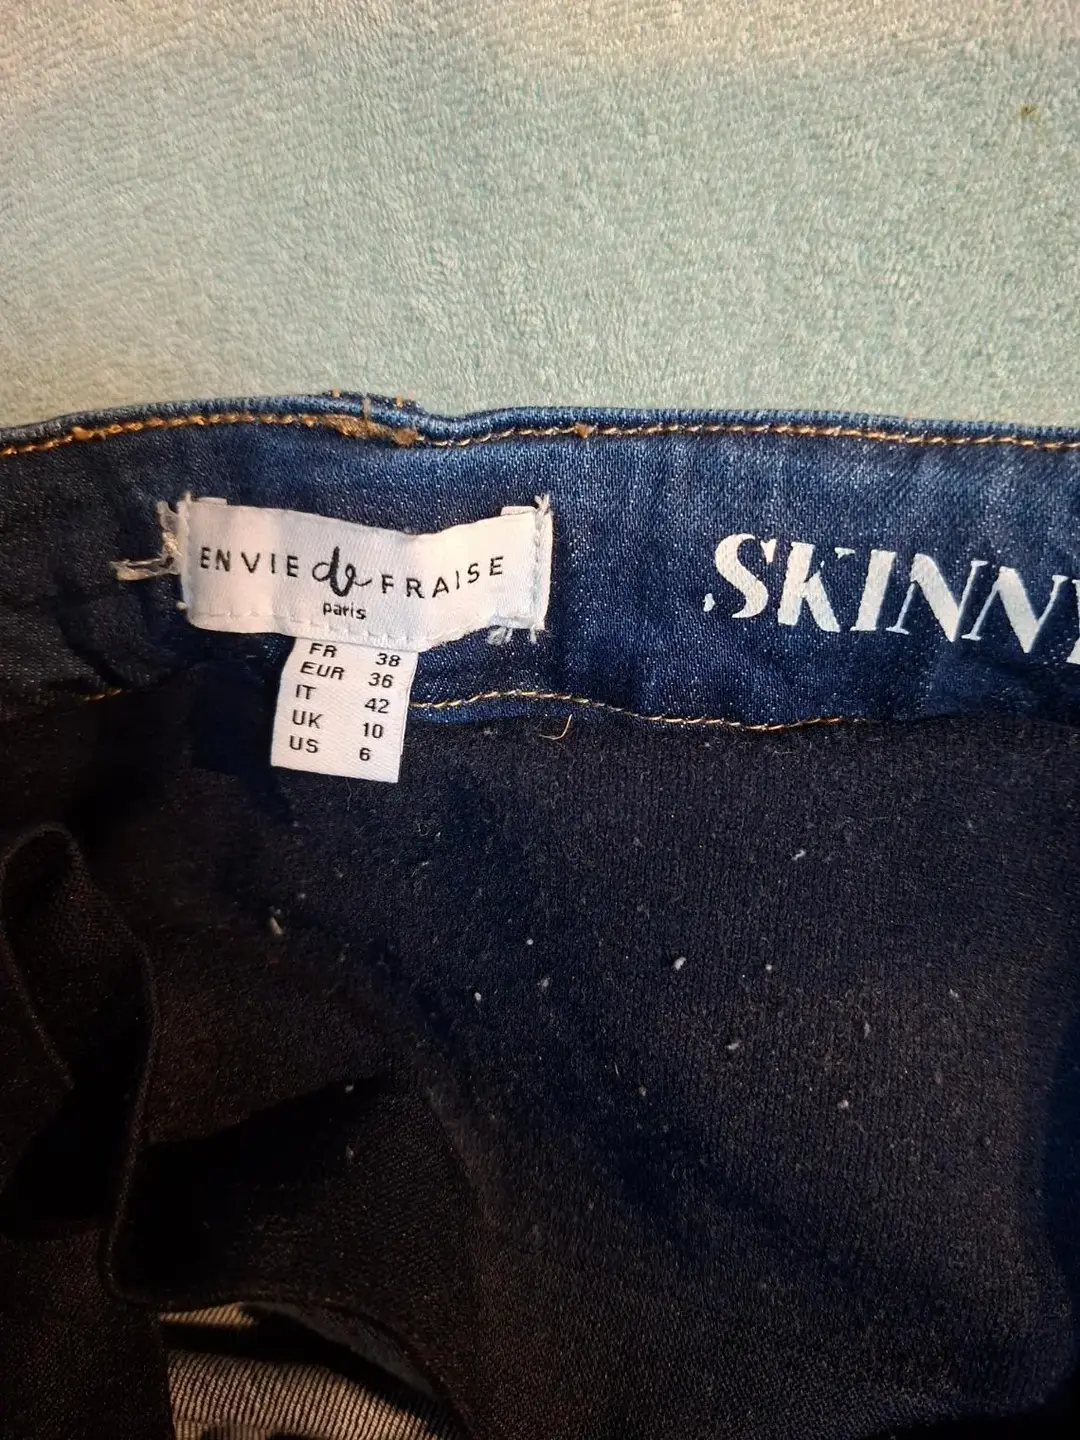 ENVIE de FRAISE
paris
FR 38
EUR 36
IT 42
UK 10
US 6
SKINN